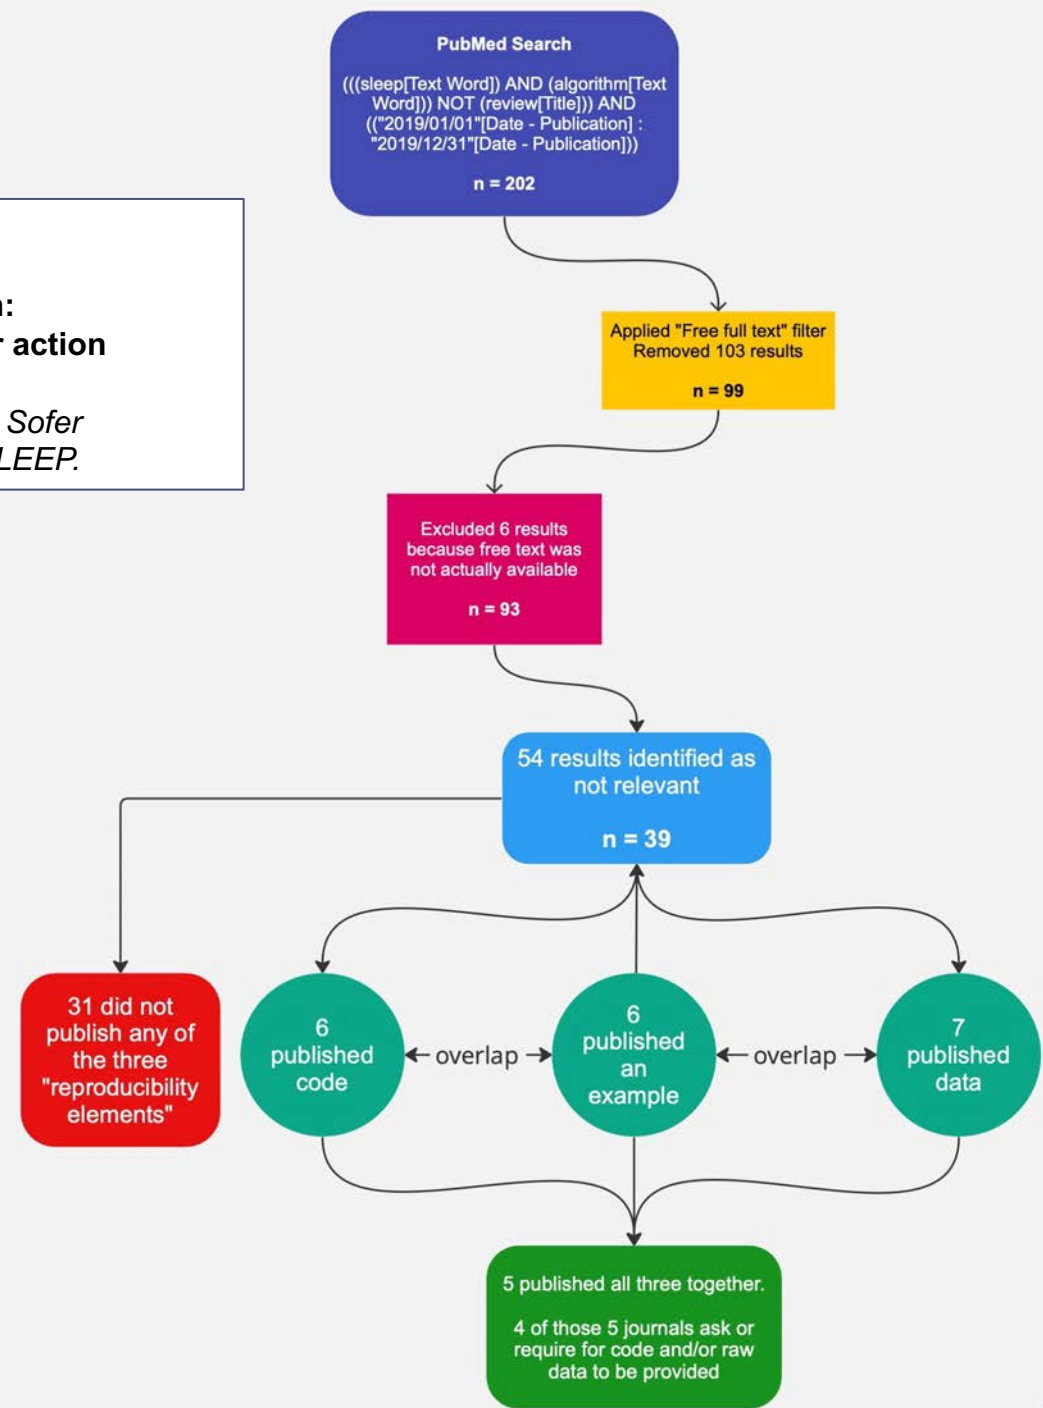 PubMed Search
(((sleep[Text Word]) AND (algorithm[Text
Word])) NOT (review[Title])) AND
(("2019/01/01"[Date - Publication] :
"2019/12/31"[Date - Publication]))
n = 202
r action
Sofer
LEEP.
Applied "Free full text" filter
Removed 103 results
n = 99
Excluded 6 results
because free text was
not actually available
n = 93
54 results identified as
not relevant
n = 39
31 did not
publish any of
the three
"reproducibility
elements"
6
published
code
overlap
6
published
an
example
overlap
7
published
data
5 published all three together.
4 of those 5 journals ask or
require for code and/or raw
data to be provided